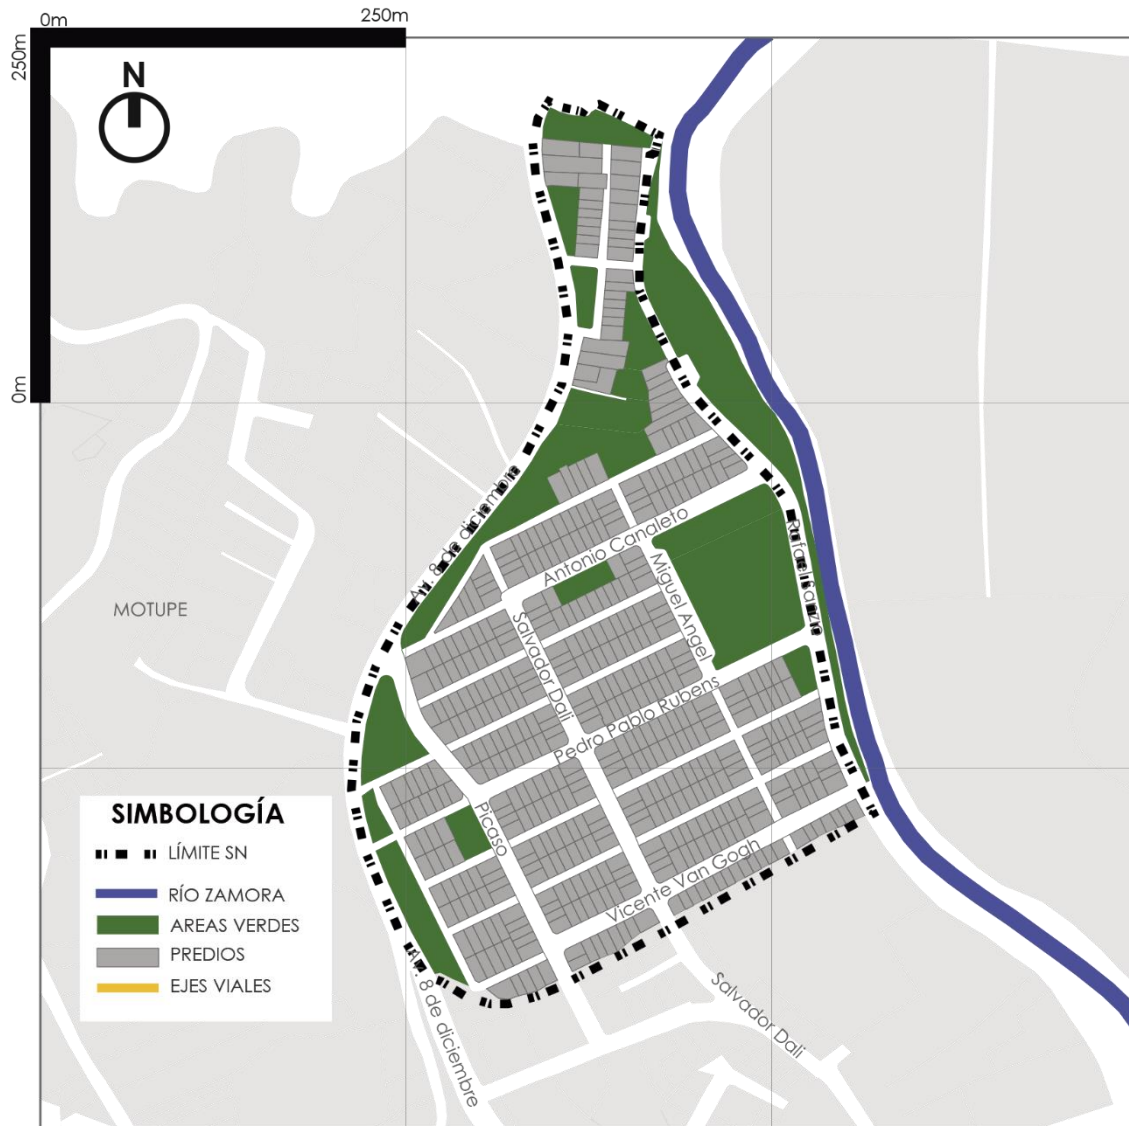 0m
250m
250m
0m
N
Av. 8 de diciembre
Antonio Canaleto
Miguel Angel
Rafael Sanzio
MOTUPE
Salvador Dali
Pedro Pablo Rubens
Picaso
Vicente Van Gogh
Av. 8 de diciembre
Salvador Dali
SIMBOLOGÍA
LÍMITE SN
RÍO ZAMORA
AREAS VERDES
PREDIOS
EJES VIALES